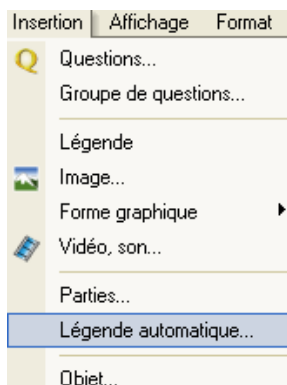 Insertion Affichage Format
Q Questions...
Groupe de questions...
Légende
Image...
Forme graphique
Vidéo, son...
Parties...
Légende automatique...
Objet...